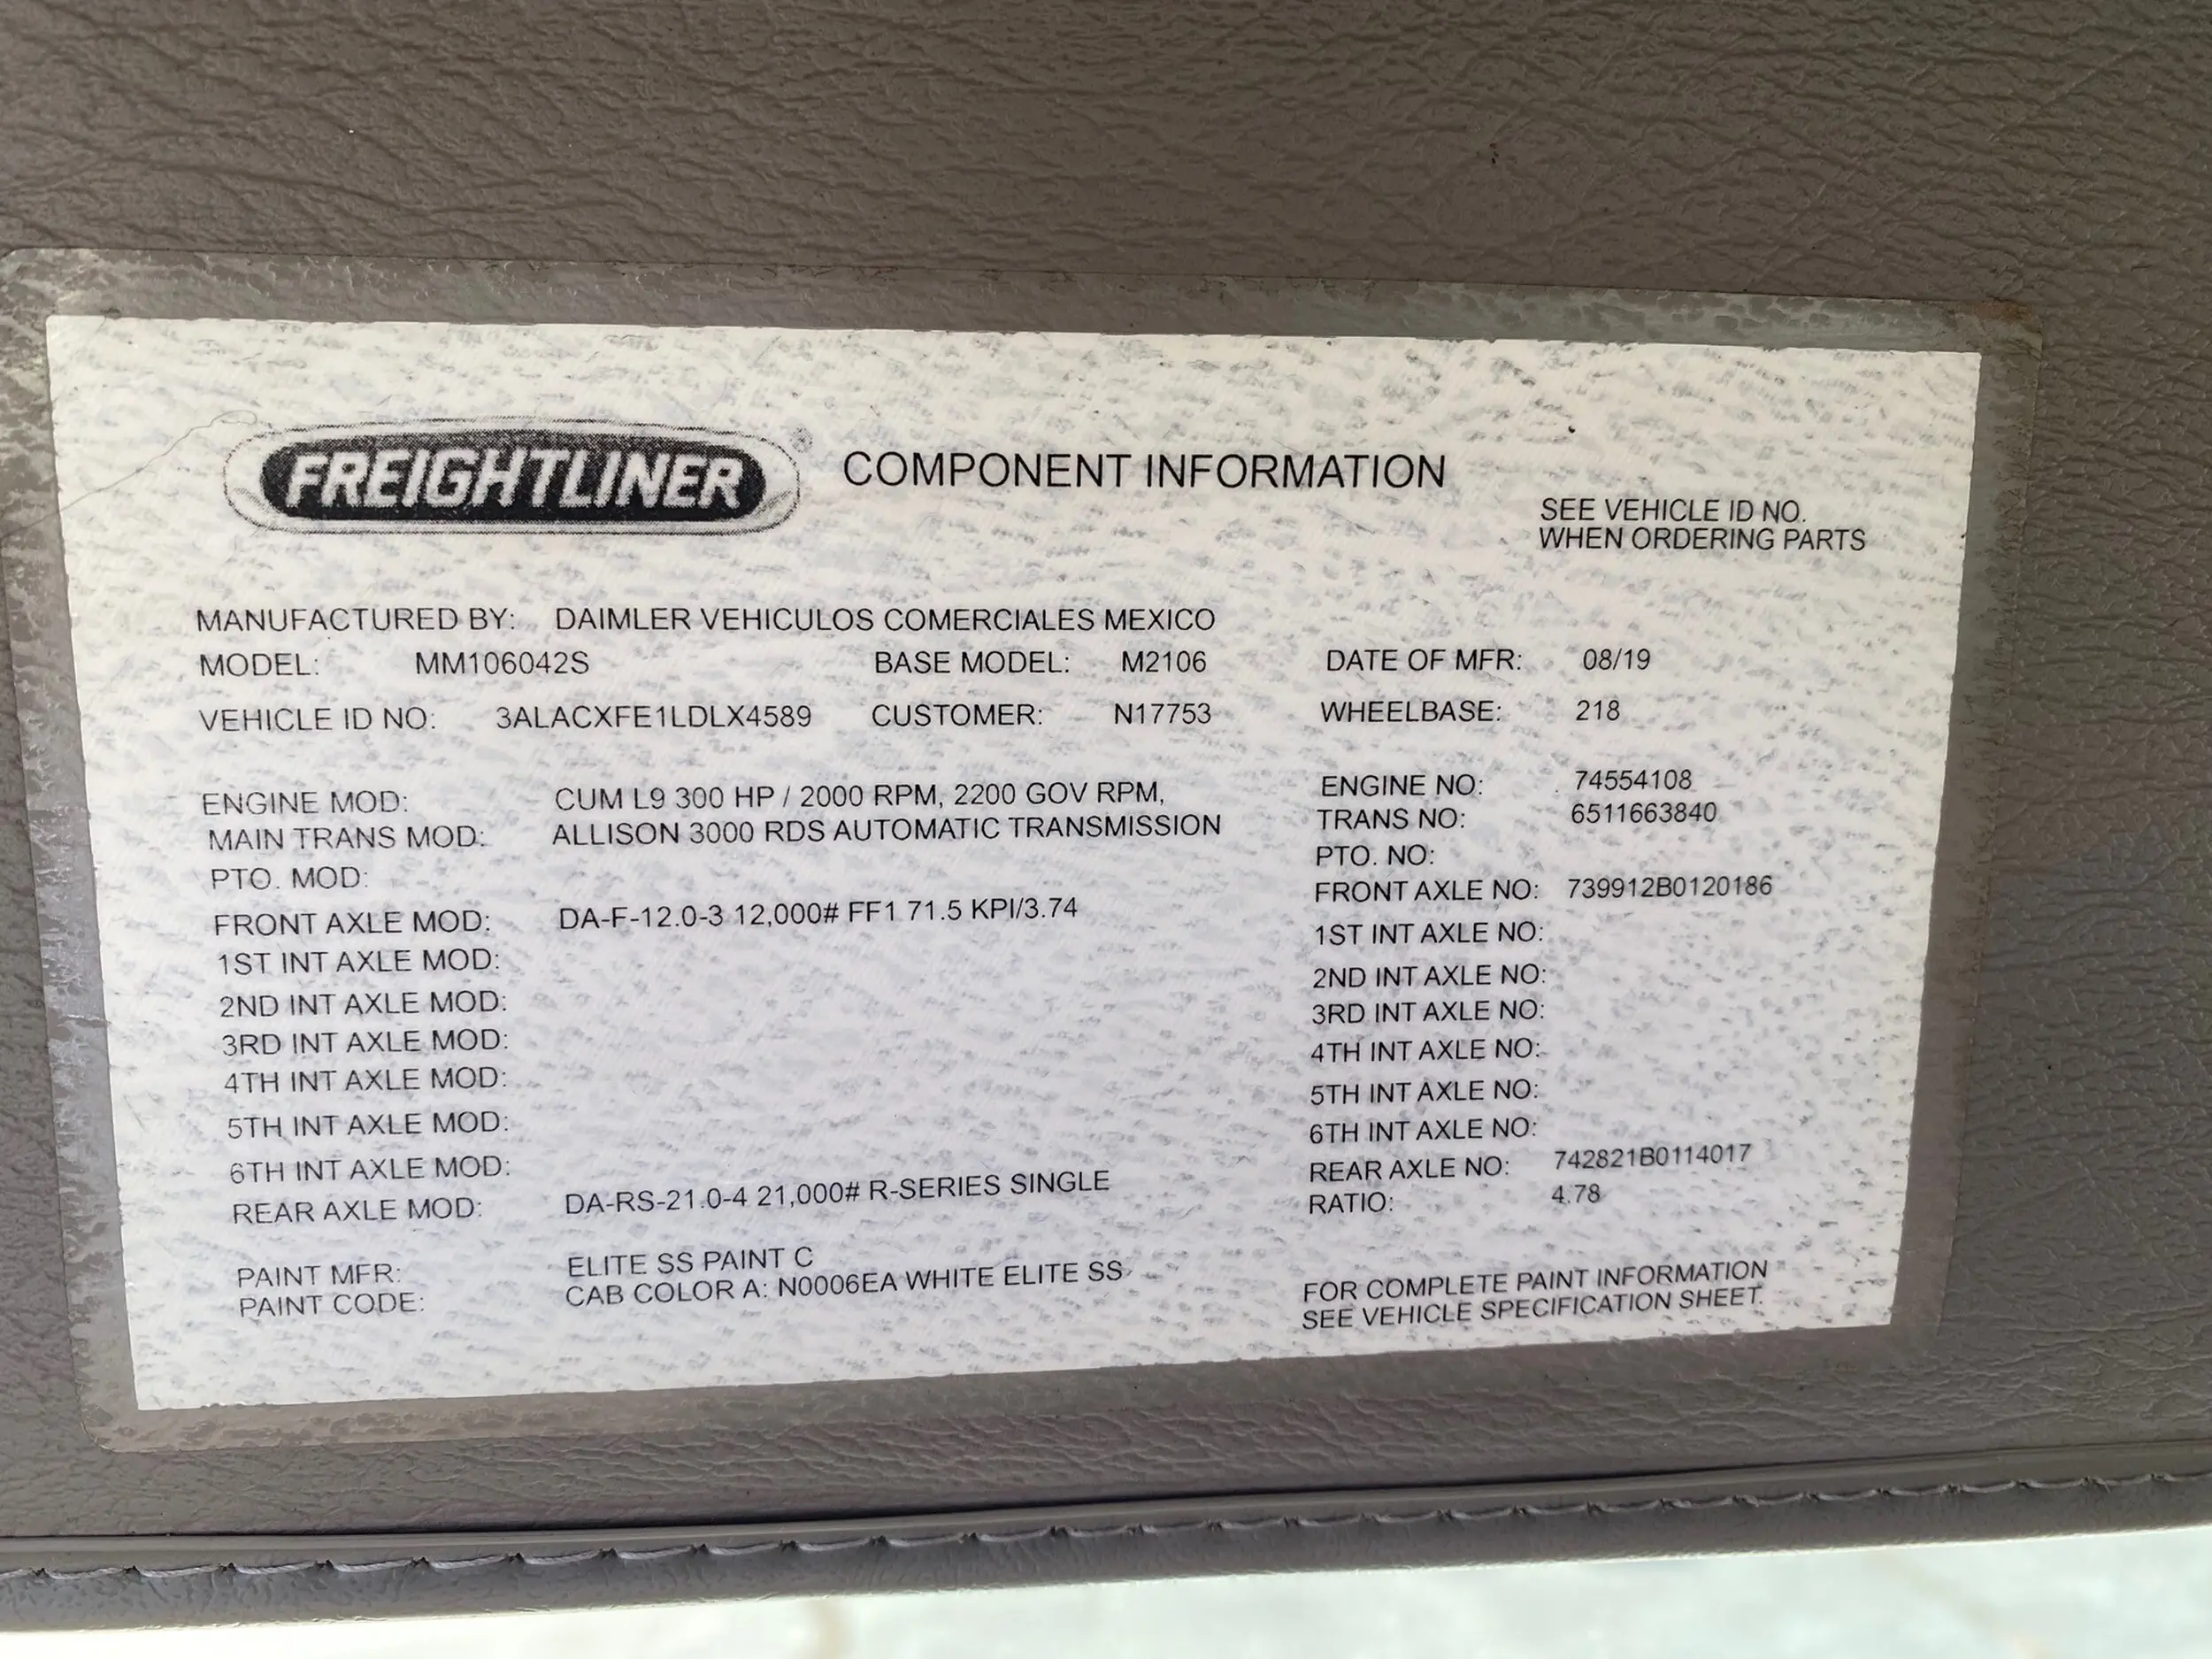 FREIGHTLINER ® COMPONENT INFORMATION
SEE VEHICLE ID NO.
WHEN ORDERING PARTS
MANUFACTURED BY: DAIMLER VEHICULOS COMERCIALES MEXICO
MODEL: MM106042S BASE MODEL: M2106 DATE OF MFR: 08/19
VEHICLE ID NO: 3ALACXFE1LDLX4589 CUSTOMER: N17753 WHEELBASE: 218
ENGINE MOD: CUM L9 300 HP / 2000 RPM, 2200 GOV RPM, ENGINE NO: 74554108
MAIN TRANS MOD: ALLISON 3000 RDS AUTOMATIC TRANSMISSION TRANS NO: 6511663840
PTO. MOD: PTO. NO:
FRONT AXLE MOD: DA-F-12.0-3 12,000# FF1 71.5 KPI/3.74 FRONT AXLE NO: 739912B0120186
1ST INT AXLE MOD: 1ST INT AXLE NO:
2ND INT AXLE MOD: 2ND INT AXLE NO:
3RD INT AXLE MOD: 3RD INT AXLE NO:
4TH INT AXLE MOD: 4TH INT AXLE NO:
5TH INT AXLE MOD: 5TH INT AXLE NO:
6TH INT AXLE MOD: 6TH INT AXLE NO:
REAR AXLE MOD: DA-RS-21.0-4 21,000# R-SERIES SINGLE REAR AXLE NO: 742821B0114017
RATIO: 4.78
PAINT MFR: ELITE SS PAINT C
PAINT CODE: CAB COLOR A: N0006EA WHITE ELITE SS
FOR COMPLETE PAINT INFORMATION
SEE VEHICLE SPECIFICATION SHEET.